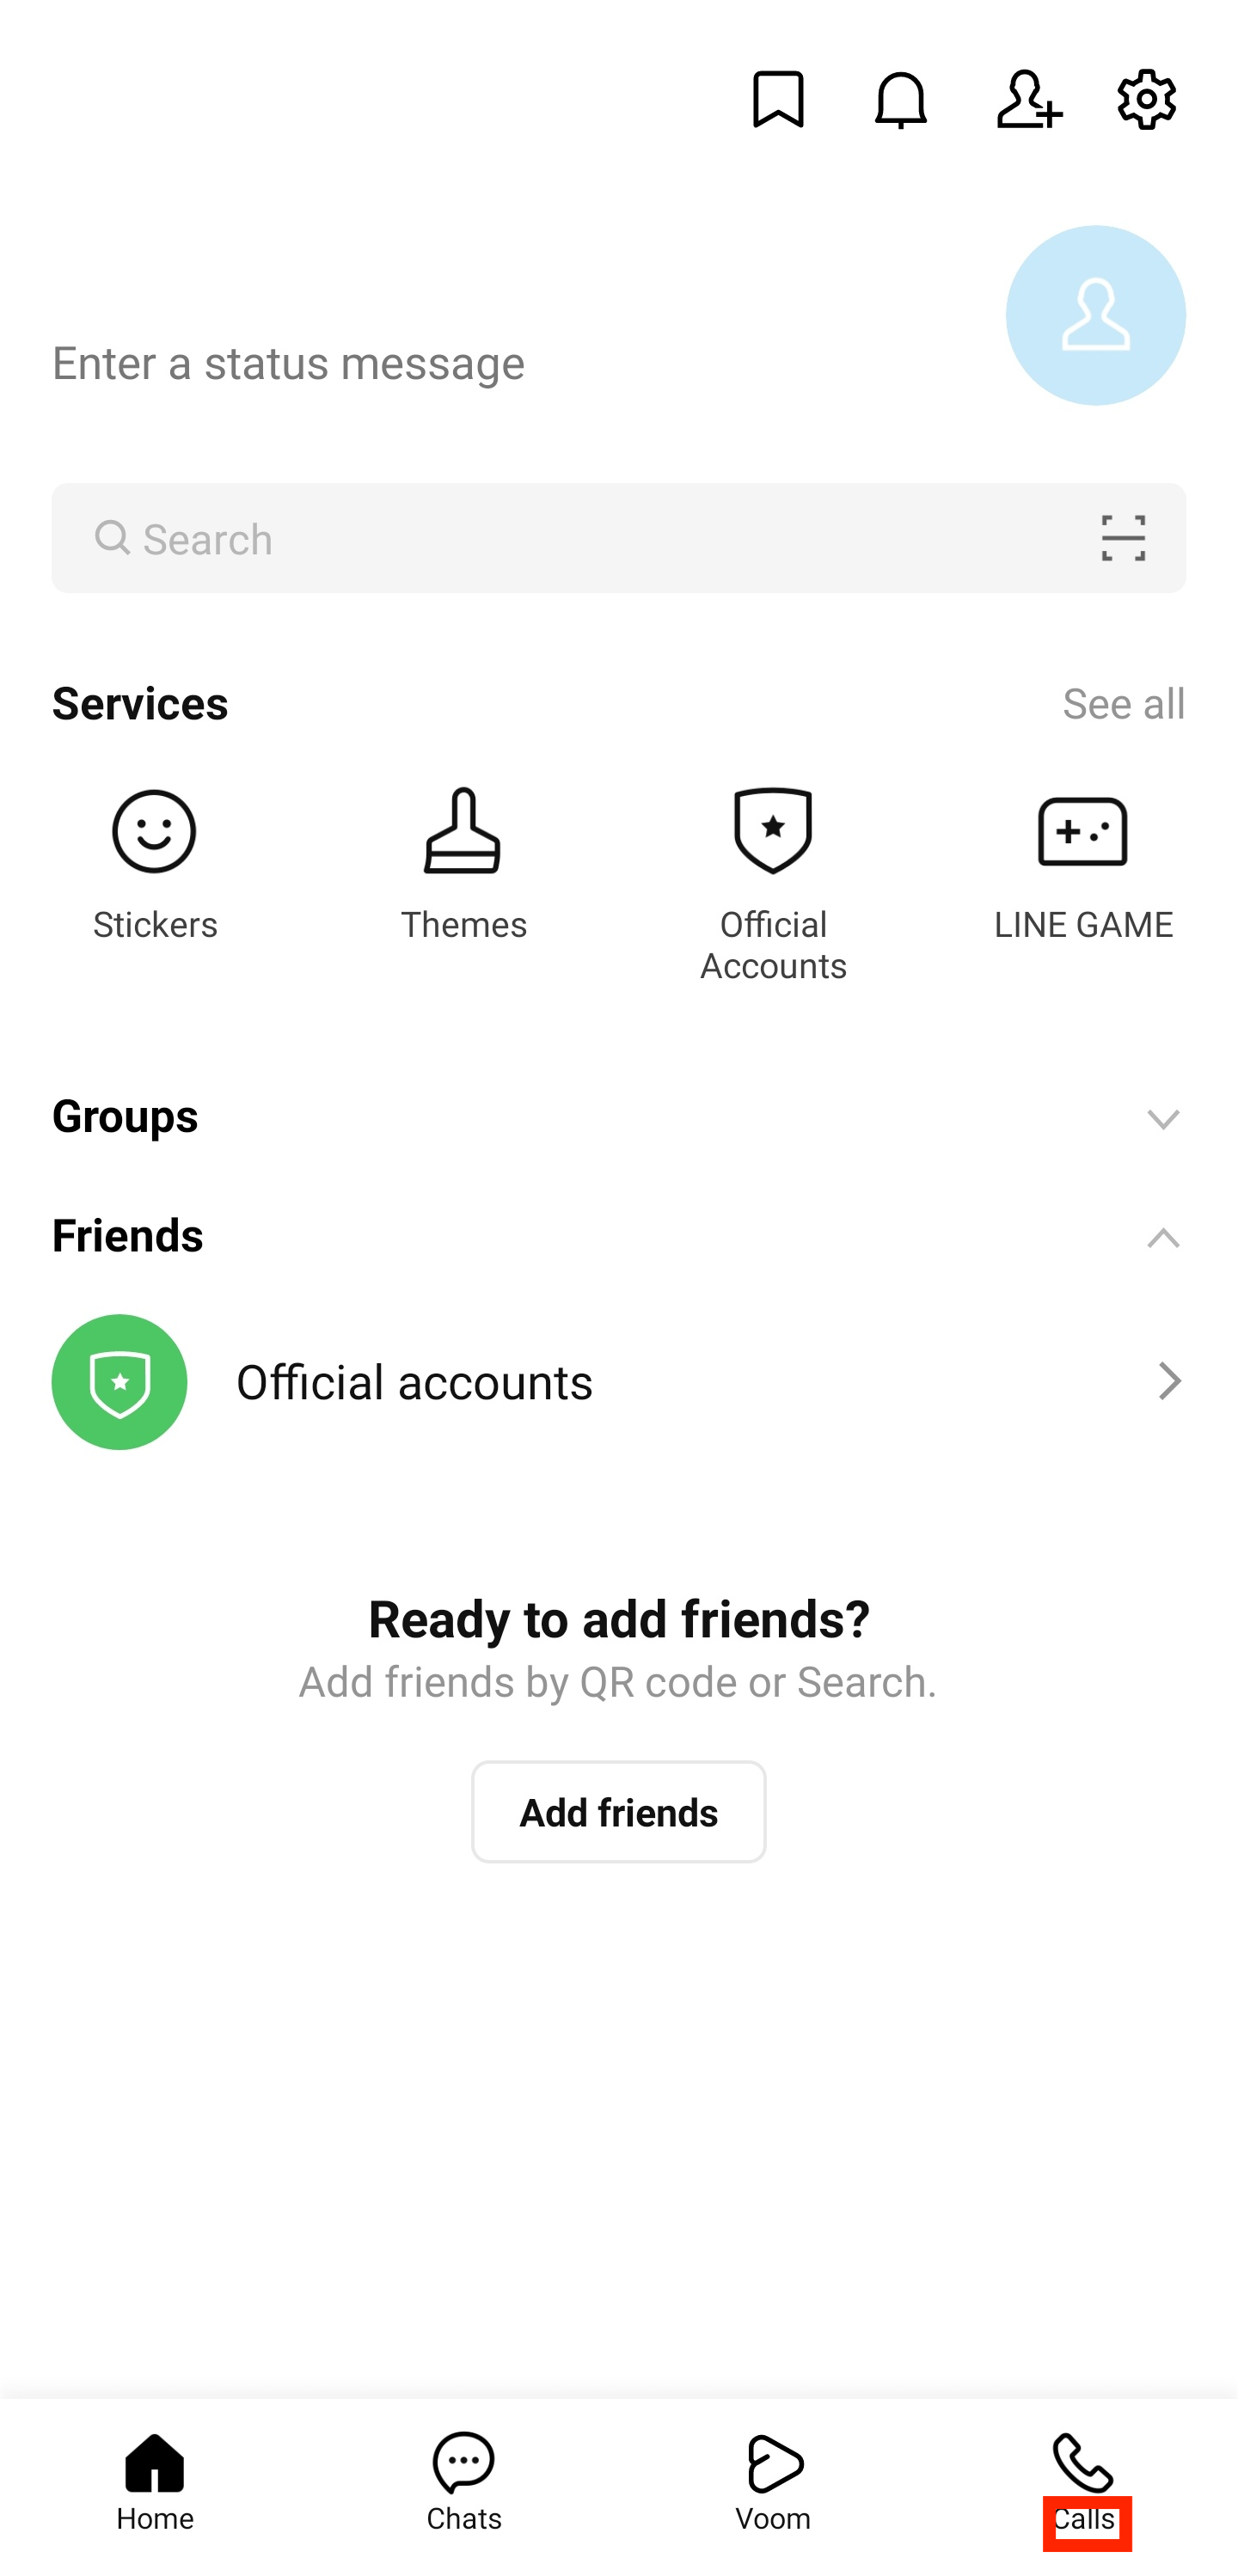 Enter a status message
Search
Services
See all
Stickers
Themes
Official
Accounts
LINE GAME
Groups
Friends
Official accounts
Ready to add friends?
Add friends by QR code or Search.
Add friends
Home
Chats
Voom
Calls